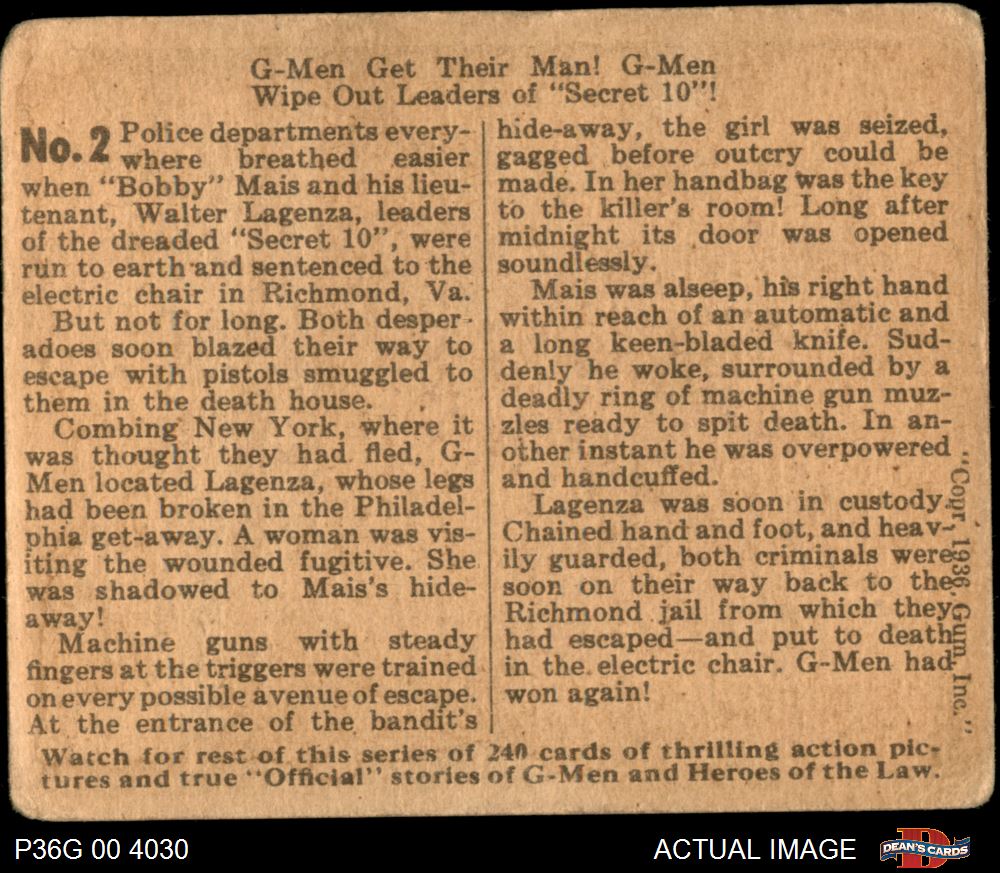 G-Men Get Their Man! G-Men
Wipe Out Leaders of "Secret 10"!
No. 2 Police departments every-
where breathed easier
when "Bobby" Mais and his lieu-
tenant, Walter Lagenza, leaders
of the dreaded "Secret 10", were
run to earth and sentenced to the
electric chair in Richmond, Va.
But not for long. Both desper-
adoes soon blazed their way to
escape with pistols smuggled to
them in the death house.
Combing New York, where it
was thought they had fled, G-
Men located Lagenza, whose legs
had been broken in the Philadel-
phia get-away. A woman was vis-
iting the wounded fugitive. She
was shadowed to Mais's hide-
away!
Machine guns with steady
fingers at the triggers were trained
on every possible avenue of escape.
At the entrance of the bandit's
hide-away, the girl was seized,
gagged before outcry could be
made. In her handbag was the key
to the killer's room! Long after
midnight its door was opened
soundlessly.
Mais was alseep, his right hand
within reach of an automatic and
a long keen-bladed knife. Sud-
denly he woke, surrounded by a
deadly ring of machine gun muz-
zles ready to spit death. In an-
other instant he was overpowered
and handcuffed.
Lagenza was soon in custody.
Chained hand and foot, and heav-
ily guarded, both criminals were
soon on their way back to the
Richmond jail from which they
had escaped—and put to death
in the electric chair. G-Men had
won again!
"Copr. 1936, Gum, Inc."
Watch for rest of this series of 240 cards of thrilling action pic-
tures and true "Official" stories of G-Men and Heroes of the Law.
P36G 00 4030
ACTUAL IMAGE
D
DEAN'S CARDS